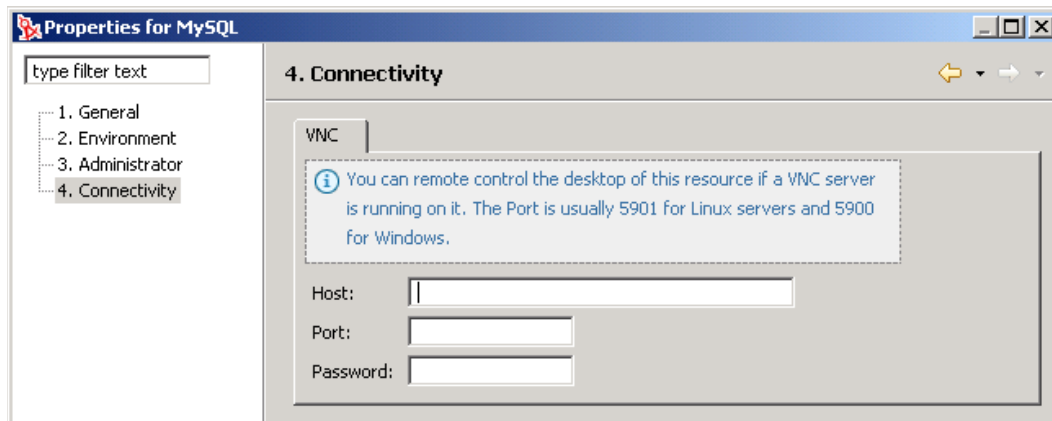 Properties for MySQL
type filter text
1. General
2. Environment
3. Administrator
4. Connectivity
4. Connectivity
VNC
You can remote control the desktop of this resource if a VNC server
is running on it. The Port is usually 5901 for Linux servers and 5900
for Windows.
Host:
Port:
Password: